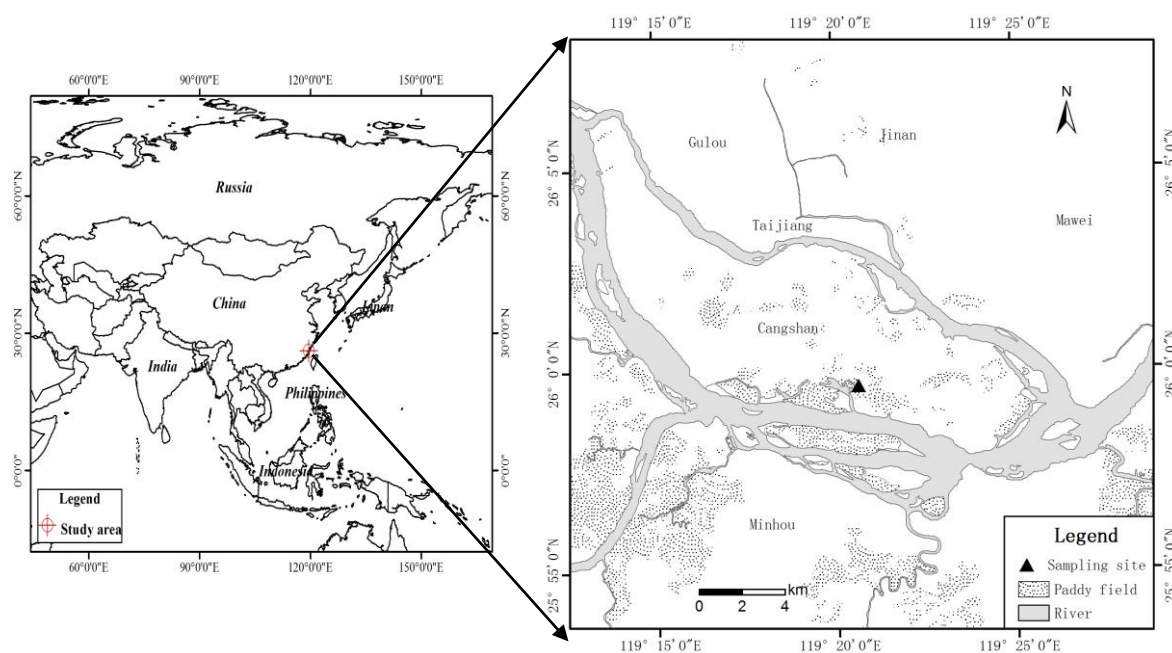 60°0'0"E 90°0'0"E 120°0'0"E 150°0'0"E
60°0'0"N
60°0'0"N
Russia
China
Japan
30°0'0"N
30°0'0"N
India
Philippines
Indonesia
0°0'0"
0°0'0"
Legend
Study area
60°0'0"E 90°0'0"E 120°0'0"E 150°0'0"E
119° 15'0"E 119° 20'0"E 119° 25'0"E
N
Gulou
Jinan
26° 5'0"N
26° 5'0"N
Taijiang
Mawei
Cangshan
26° 0'0"N
26° 0'0"N
Minhou
25° 55'0"N
25° 55'0"N
km
0 2 4
Legend
Sampling site
Paddy field
River
119° 15'0"E 119° 20'0"E 119° 25'0"E